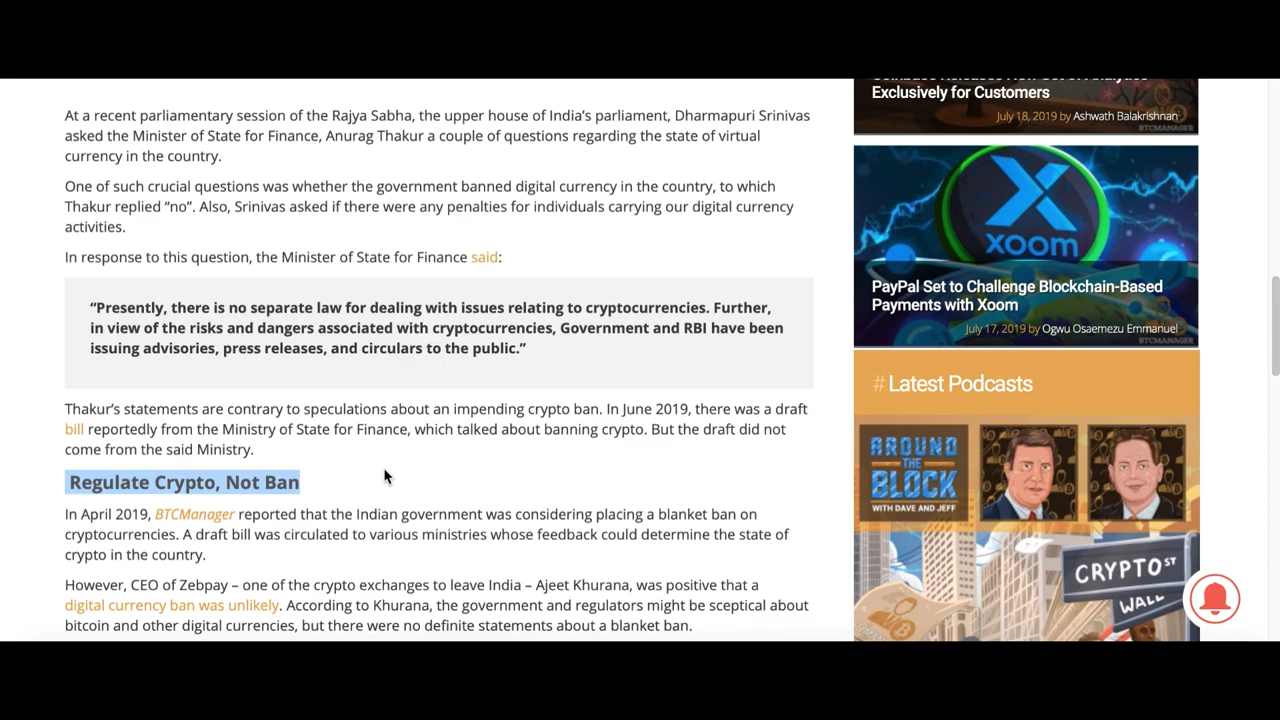 At a recent parliamentary session of the Rajya Sabha, the upper house of India’s parliament, Dharmapuri Srinivas
asked the Minister of State for Finance, Anurag Thakur a couple of questions regarding the state of virtual
currency in the country.
One of such crucial questions was whether the government banned digital currency in the country, to which
Thakur replied “no”. Also, Srinivas asked if there were any penalties for individuals carrying our digital currency
activities.
In response to this question, the Minister of State for Finance said:
“Presently, there is no separate law for dealing with issues relating to cryptocurrencies. Further,
in view of the risks and dangers associated with cryptocurrencies, Government and RBI have been
issuing advisories, press releases, and circulars to the public.”
Thakur’s statements are contrary to speculations about an impending crypto ban. In June 2019, there was a draft
bill reportedly from the Ministry of State for Finance, which talked about banning crypto. But the draft did not
come from the said Ministry.
Regulate Crypto, Not Ban
In April 2019, BTCManager reported that the Indian government was considering placing a blanket ban on
cryptocurrencies. A draft bill was circulated to various ministries whose feedback could determine the state of
crypto in the country.
However, CEO of Zebpay – one of the crypto exchanges to leave India – Ajeet Khurana, was positive that a
digital currency ban was unlikely. According to Khurana, the government and regulators might be sceptical about
bitcoin and other digital currencies, but there were no definite statements about a blanket ban.
Exclusively for Customers
July 18, 2019 by Ashwath Balakrishnan
BTCMANAGER
X
xoom
PayPal Set to Challenge Blockchain-Based
Payments with Xoom
July 17, 2019 by Ogwu Osaemezu Emmanuel
BTCMANAGER
# Latest Podcasts
AROUND
THE
BLOCK
WITH DAVE AND JEFF
CRYPTO ST
WALL